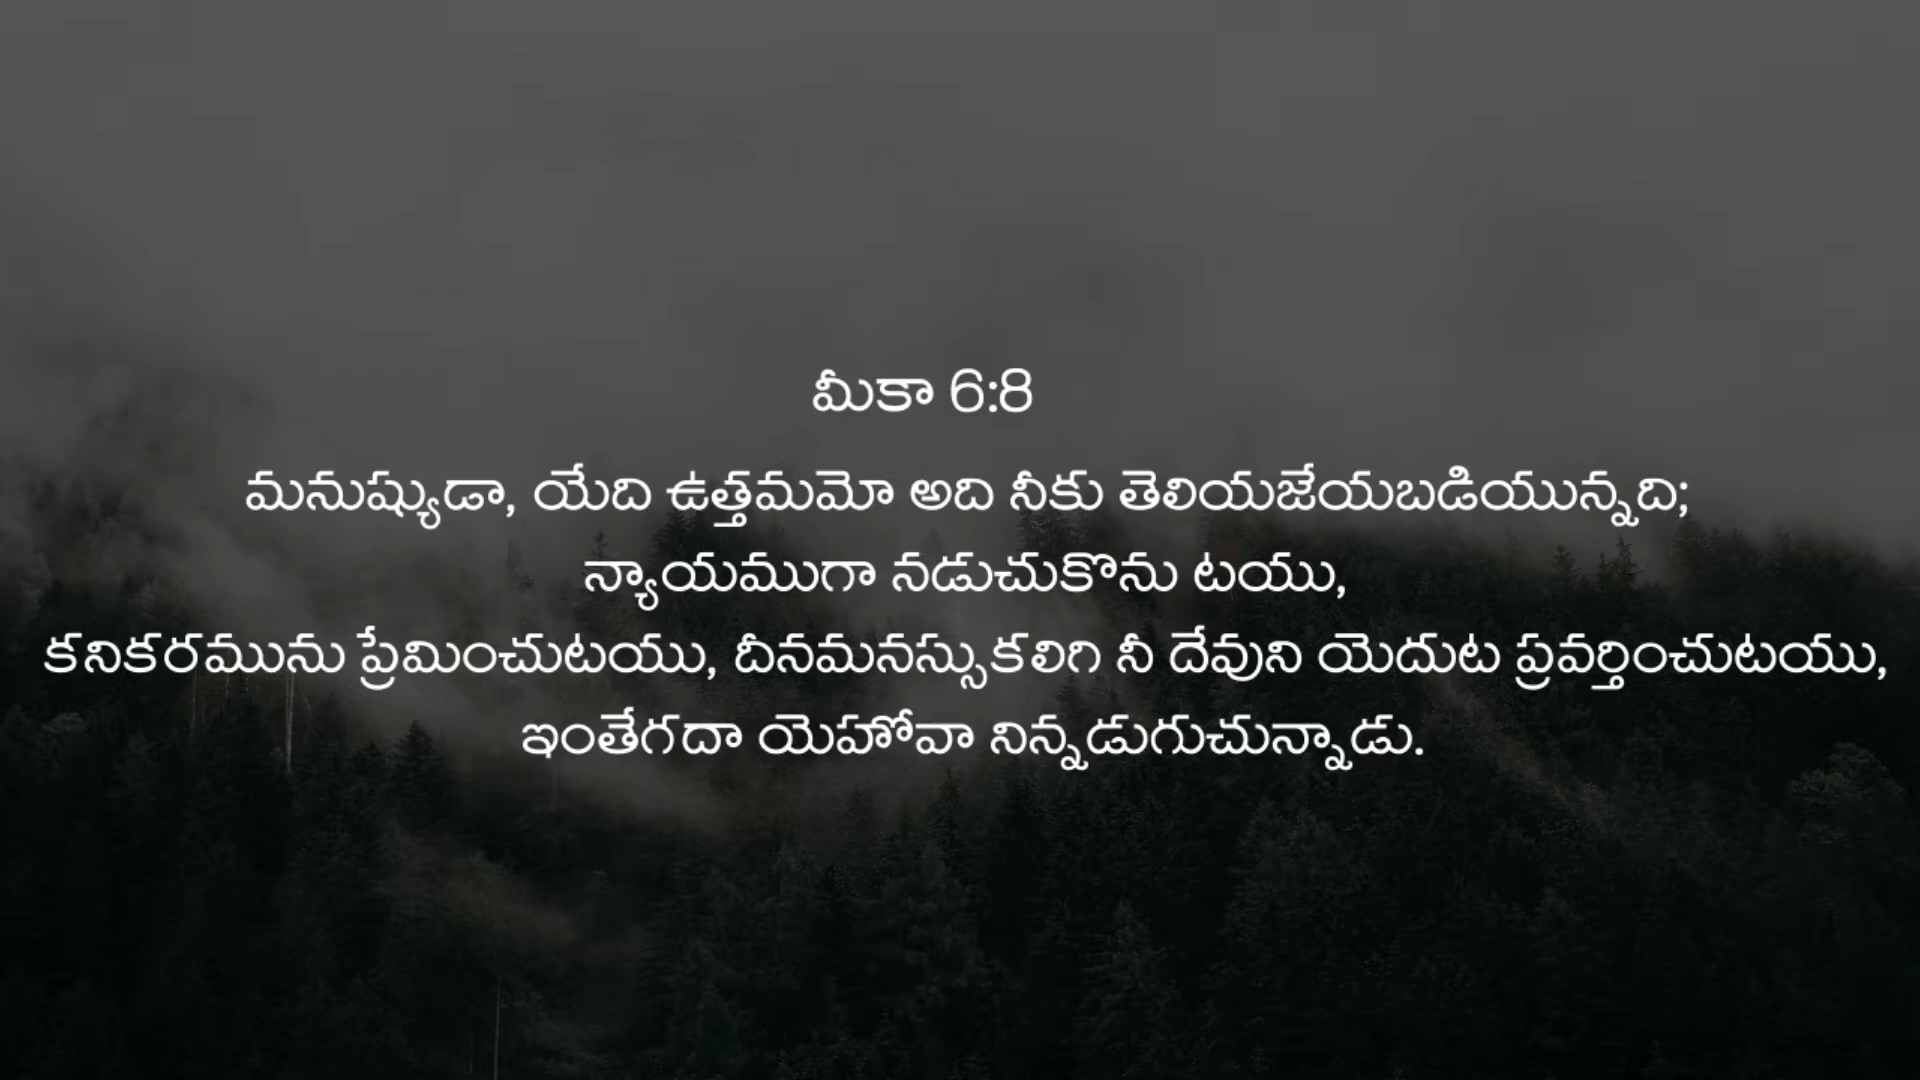 మీకా 6:8
మనుష్యుడా, యేది ఉత్తమమో అది నీకు తెలియజేయబడియున్నది;
న్యాయముగా నడుచుకొను టయు,
కనికరమును ప్రేమించుటయు, దీనమనస్సుకలిగి నీ దేవుని యెదుట ప్రవర్తించుటయు,
ఇంతేగదా యెహోవా నిన్నడుగుచున్నాడు.